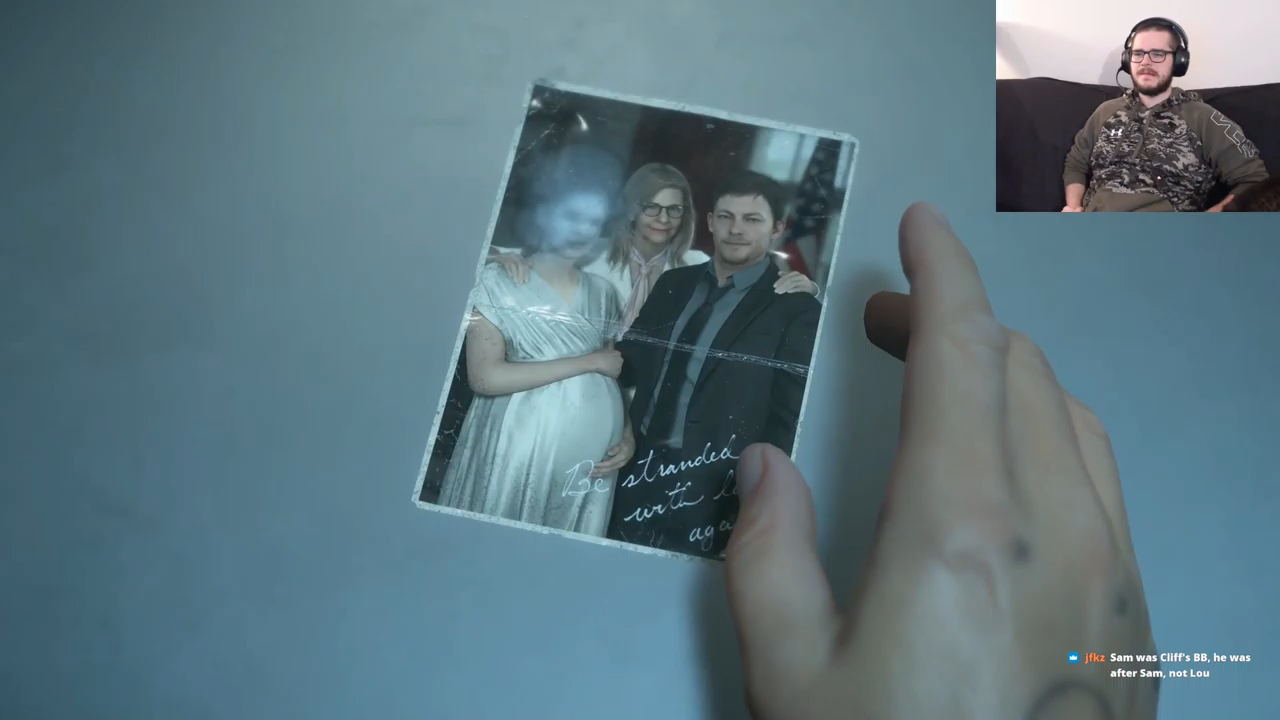 Be stranded
with
jfkz Sam was Cliff's BB, he was
after Sam, not Lou